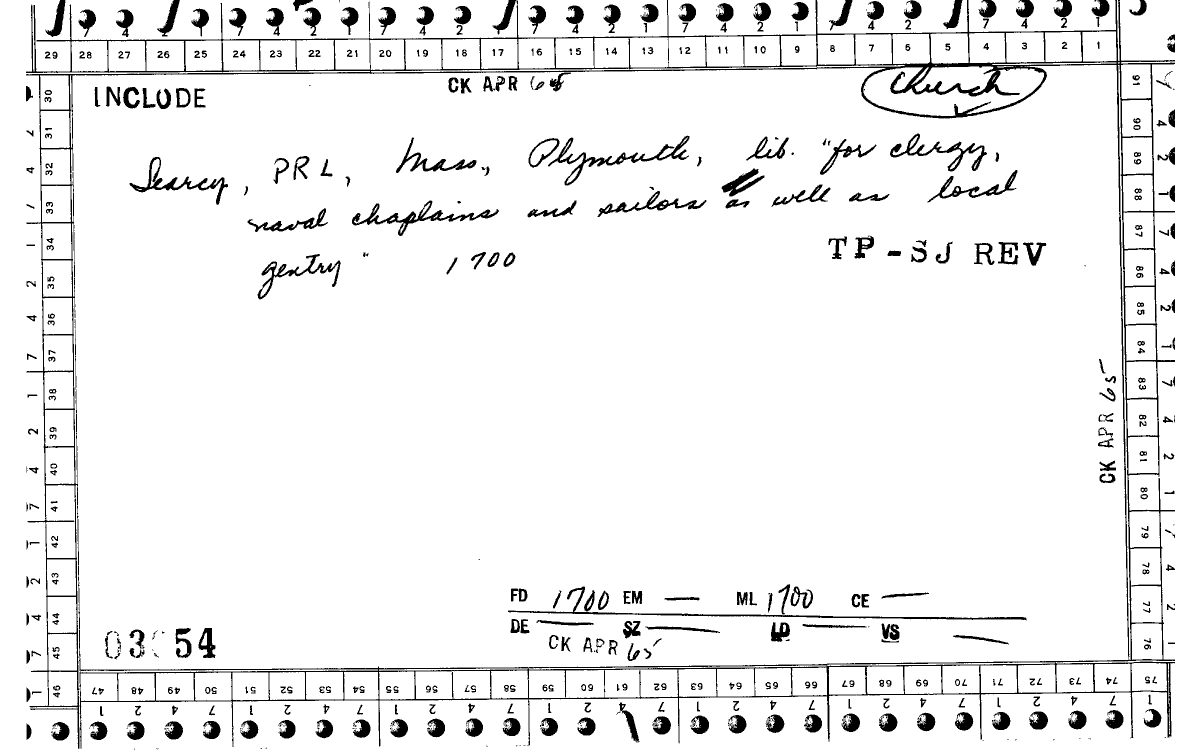 29 28 27 26 25 24 23 22 21 20 19 18 17 16 15 14 13 12 11 10 9 8 7 6 5 4 3 2 1
INCLUDE
CK APR 65
Church
Searcy, PRL, Mass., Plymouth, lib. "for clergy,
naval chaplains and sailors as well as local
gentry" 1700
TP-SJ REV
CK APR 65
FD 1700 EM — ML 1700 CE —
DE — SZ — LD — VS —
CK APR 65
54
30 31 32 33 34 35 36 37 38 39 40 41 42 43 44 45 46
91 90 89 88 87 86 85 84 83 82 81 80 79 78 77 76
47 48 49 50 51 52 53 54 55 56 57 58 59 60 61 62 63 64 65 66 67 68 69 70 71 72 73 74 75